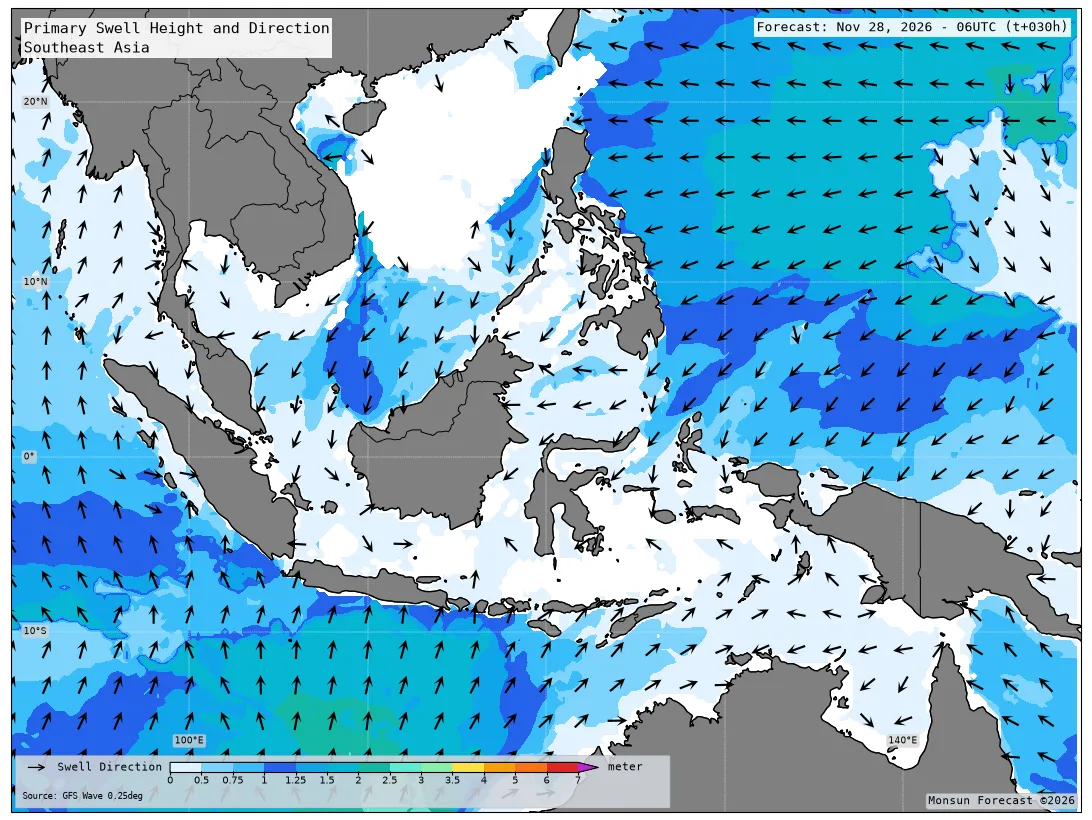 Primary Swell Height and Direction
Southeast Asia
Forecast: Nov 28, 2026 - 06UTC (t+030h)
20°N
10°N
0°
10°S
100°E
140°E
Swell Direction
0 0.5 0.75 1 1.25 1.5 2 2.5 3 3.5 4 5 6 7
meter
Source: GFS Wave 0.25deg
Monsun Forecast ©2026